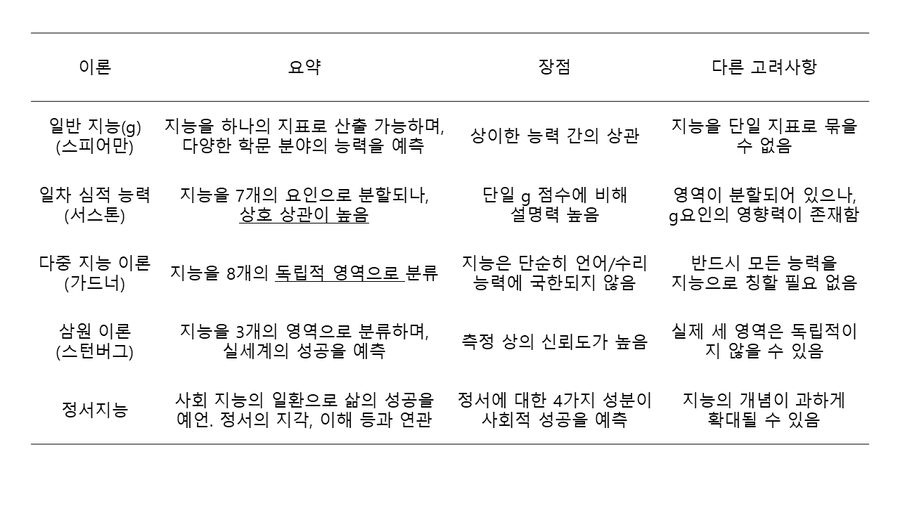 이론 요약 장점 다른 고려사항
일반 지능(g)
(스피어만)
지능을 하나의 지표로 산출 가능하며,
다양한 학문 분야의 능력을 예측
상이한 능력 간의 상관
지능을 단일 지표로 묶을
수 없음
일차 심적 능력
(서스톤)
지능을 7개의 요인으로 분할되나,
상호 상관이 높음
단일 g 점수에 비해
설명력 높음
영역이 분할되어 있으나,
g요인의 영향력이 존재함
다중 지능 이론
(가드너)
지능을 8개의 독립적 영역으로 분류
지능은 단순히 언어/수리
능력에 국한되지 않음
반드시 모든 능력을
지능으로 칭할 필요 없음
삼원 이론
(스턴버그)
지능을 3개의 영역으로 분류하며,
실세계의 성공을 예측
측정 상의 신뢰도가 높음
실제 세 영역은 독립적이
지 않을 수 있음
정서지능
사회 지능의 일환으로 삶의 성공을
예언. 정서의 지각, 이해 등과 연관
정서에 대한 4가지 성분이
사회적 성공을 예측
지능의 개념이 과하게
확대될 수 있음